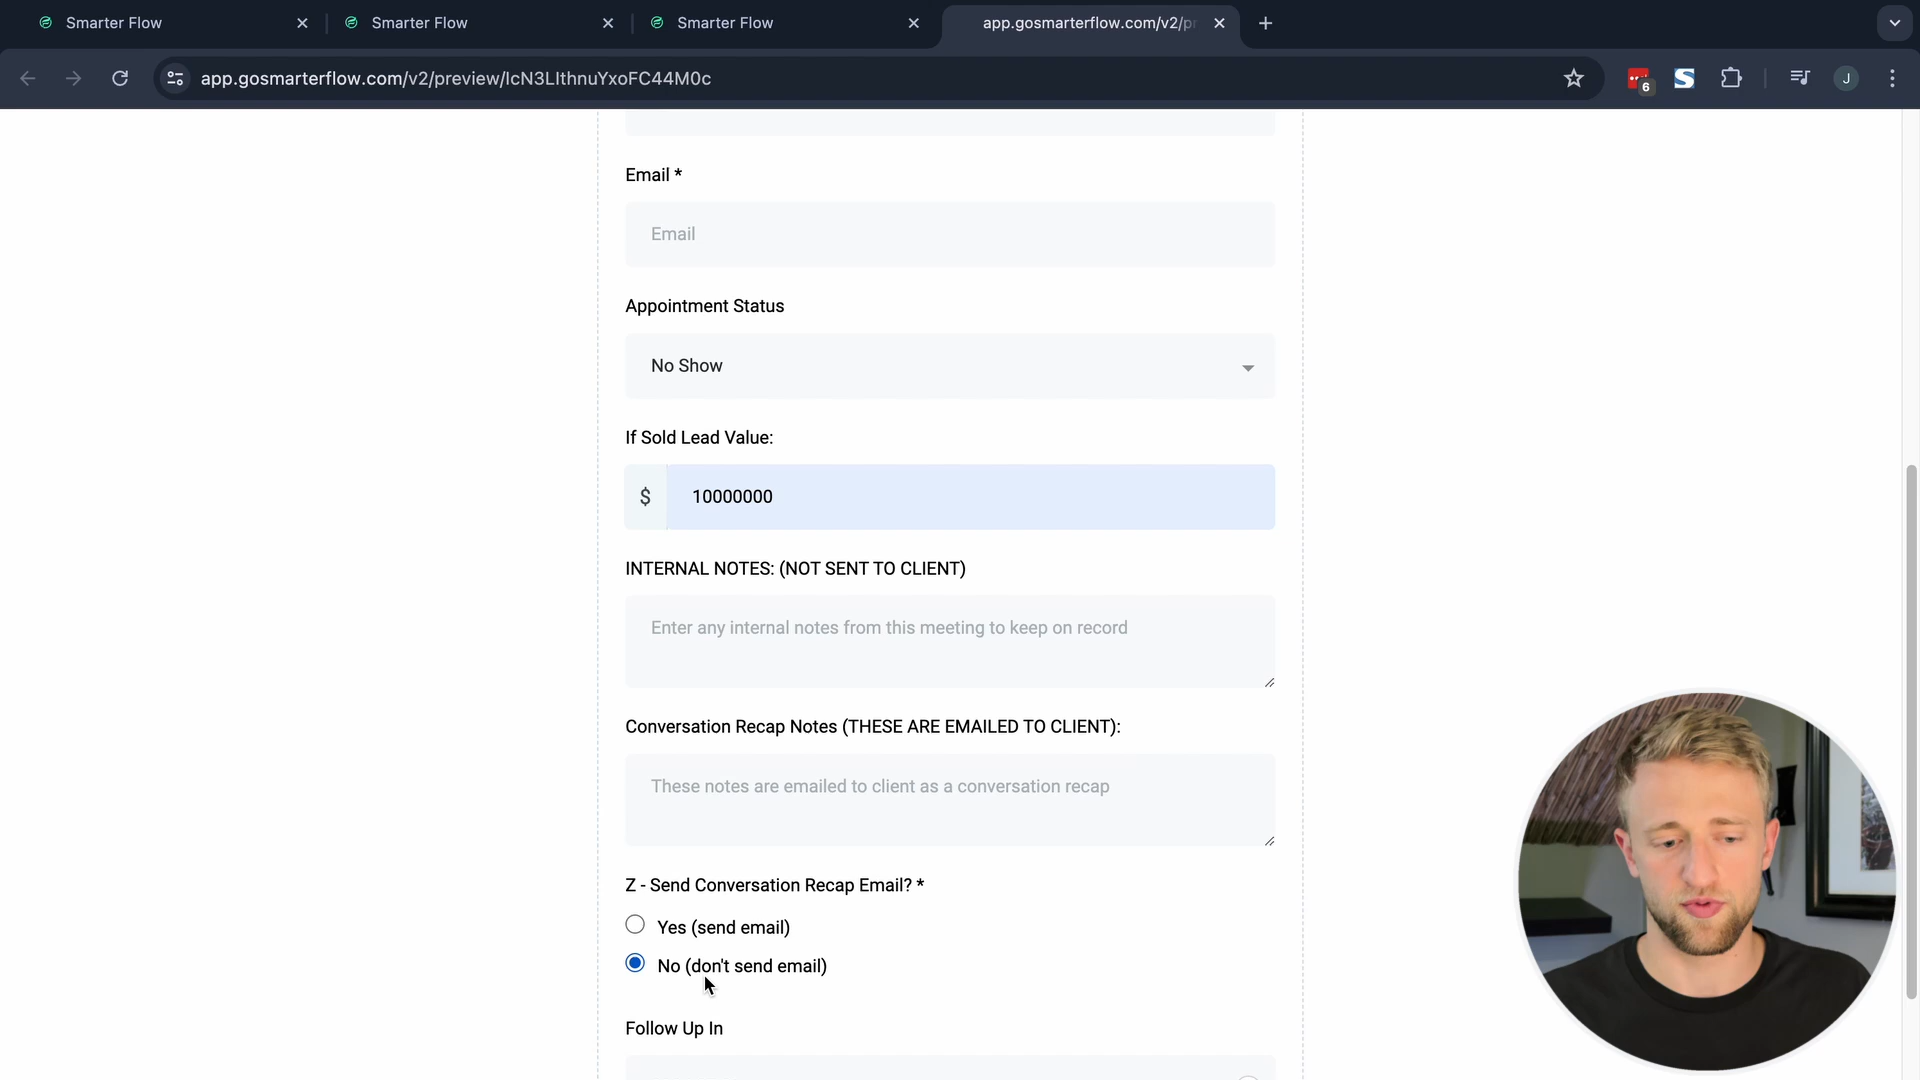 Smarter Flow
Smarter Flow
Smarter Flow
app.gosmarterflow.com/v2/pr
app.gosmarterflow.com/v2/preview/IcN3LIthnuYxoFC44M0c
6
S
J
Email *
Email
Appointment Status
No Show
If Sold Lead Value:
$ 10000000
INTERNAL NOTES: (NOT SENT TO CLIENT)
Enter any internal notes from this meeting to keep on record
Conversation Recap Notes (THESE ARE EMAILED TO CLIENT):
These notes are emailed to client as a conversation recap
Z - Send Conversation Recap Email? *
Yes (send email)
No (don't send email)
Follow Up In